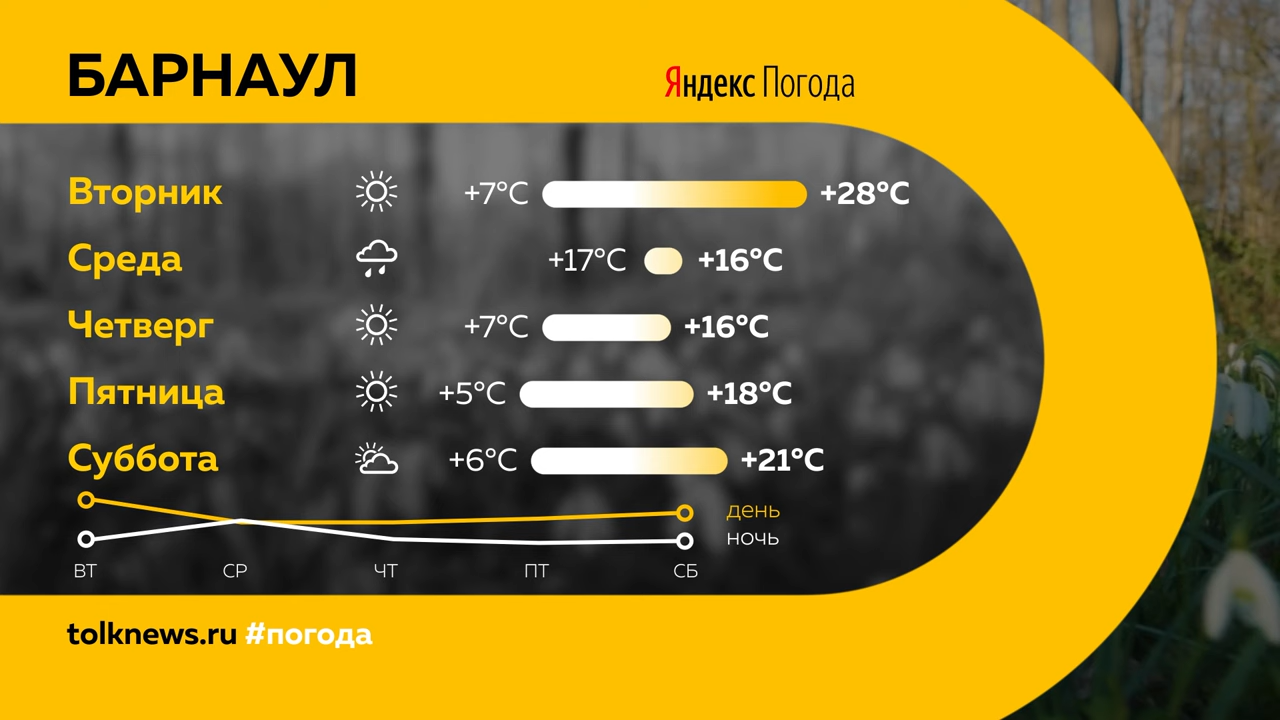 БАРНАУЛ
Яндекс Погода
Вторник +7°C +28°C
Среда +17°C +16°C
Четверг +7°C +16°C
Пятница +5°C +18°C
Суббота +6°C +21°C
день
ночь
ВТ СР ЧТ ПТ СБ
tolknews.ru #погода